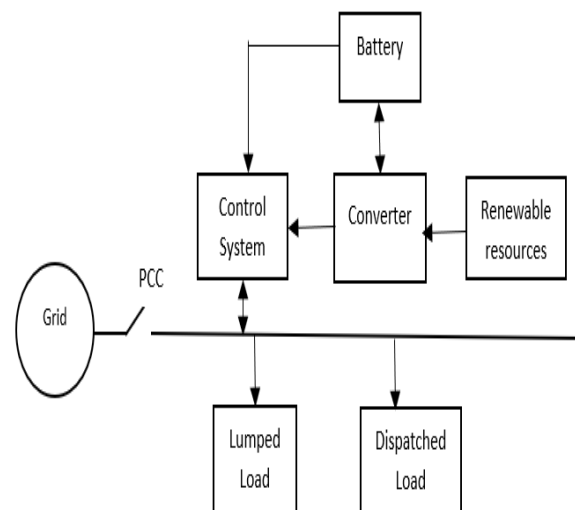 Battery
Control
System
Converter
Renewable
resources
PCC
Grid
Lumped
Load
Dispatched
Load